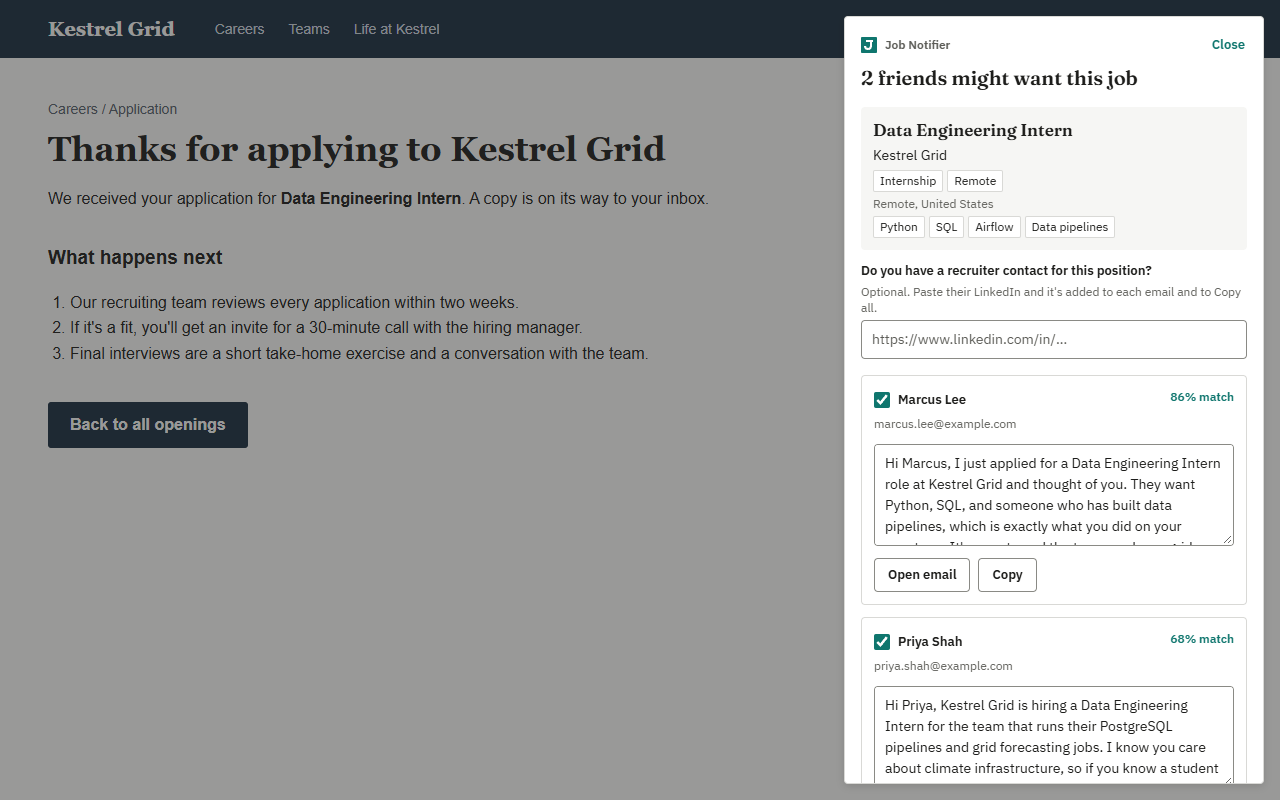 Kestrel Grid
Careers
Teams
Life at Kestrel
Careers / Application
Thanks for applying to Kestrel Grid
We received your application for Data Engineering Intern. A copy is on its way to your inbox.
What happens next
1. Our recruiting team reviews every application within two weeks.
2. If it's a fit, you'll get an invite for a 30-minute call with the hiring manager.
3. Final interviews are a short take-home exercise and a conversation with the team.
Back to all openings
J Job Notifier
Close
2 friends might want this job
Data Engineering Intern
Kestrel Grid
Internship
Remote
Remote, United States
Python
SQL
Airflow
Data pipelines
Do you have a recruiter contact for this position?
Optional. Paste their LinkedIn and it's added to each email and to Copy
all.
https://www.linkedin.com/in/...
Marcus Lee
86% match
marcus.lee@example.com
Hi Marcus, I just applied for a Data Engineering Intern
role at Kestrel Grid and thought of you. They want
Python, SQL, and someone who has built data
pipelines, which is exactly what you did on your
Open email
Copy
Priya Shah
68% match
priya.shah@example.com
Hi Priya, Kestrel Grid is hiring a Data Engineering
Intern for the team that runs their PostgreSQL
pipelines and grid forecasting jobs. I know you care
about climate infrastructure, so if you know a student